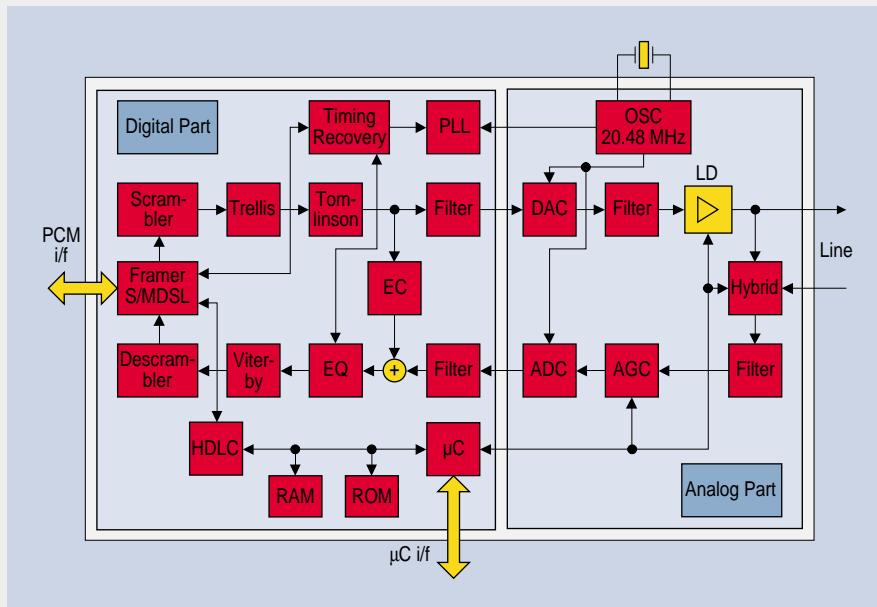 Digital Part
Timing
Recovery
PLL
OSC
20.48 MHz
LD
Scram-
bler
Trellis
Tom-
linson
Filter
DAC
Filter
PCM
i/f
Framer
S/MDSL
EC
Hybrid
Line
Descram-
bler
Viter-
by
EQ
+
Filter
ADC
AGC
Filter
HDLC
µC
RAM
ROM
Analog Part
µC i/f